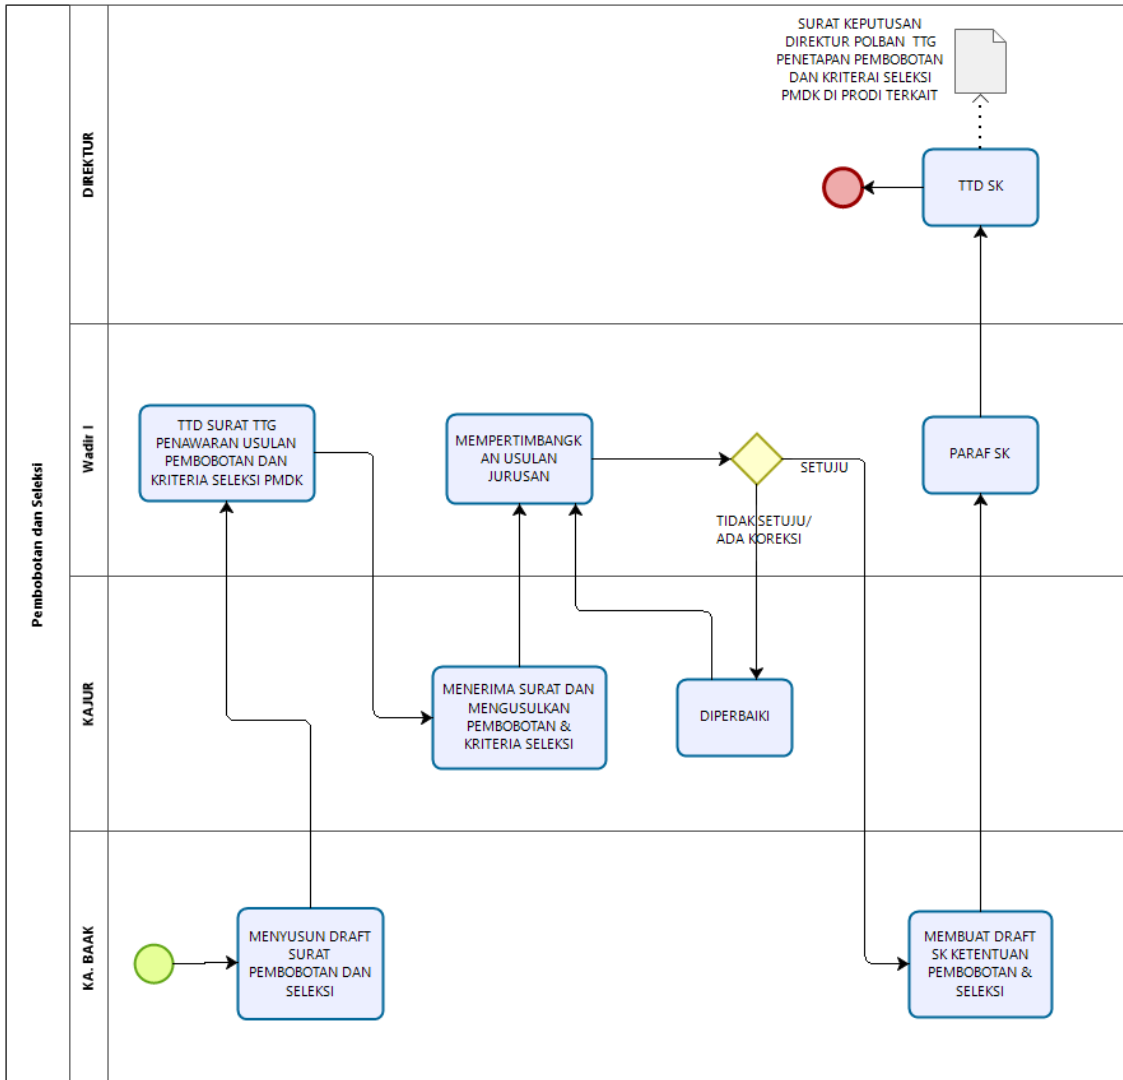 Pembobotan dan Seleksi
DIREKTUR
SURAT KEPUTUSAN
DIREKTUR POLBAN TTG
PENETAPAN PEMBOBOTAN
DAN KRITERAI SELEKSI
PMDK DI PRODI TERKAIT
TTD SK
Wadir I
TTD SURAT TTG
PENAWARAN USULAN
PEMBOBOTAN DAN
KRITERIA SELEKSI PMDK
MEMPERTIMBANGK
AN USULAN
JURUSAN
SETUJU
TIDAK SETUJU/
ADA KOREKSI
PARAF SK
KAJUR
MENERIMA SURAT DAN
MENGUSULKAN
PEMBOBOTAN &
KRITERIA SELEKSI
DIPERBAIKI
KA. BAAK
MENYUSUN DRAFT
SURAT
PEMBOBOTAN DAN
SELEKSI
MEMBUAT DRAFT
SK KETENTUAN
PEMBOBOTAN &
SELEKSI